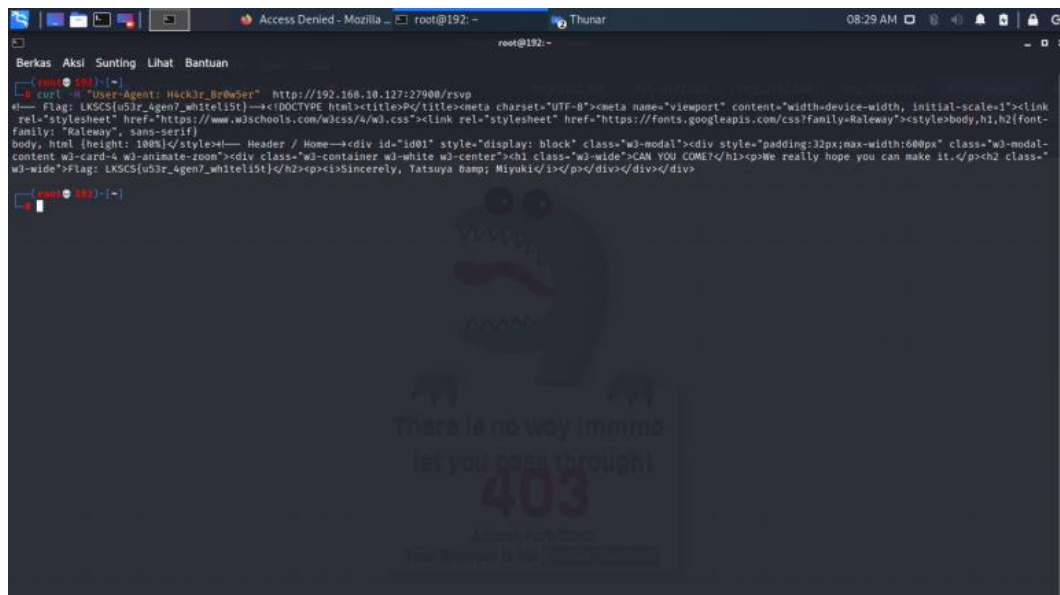 Access Denied - Mozilla ... root@192: ~ Thunar 08:29 AM
root@192: ~
Berkas Aksi Sunting Lihat Bantuan
(root💀192)-[~]
# curl -H "User-Agent: H4ck3r_Br0w5er" http://192.168.10.127:27900/rsvp
<!-- Flag: LKSCS{u53r_4gen7_wh1teli5t}--><!DOCTYPE html><title>P</title><meta charset="UTF-8"><meta name="viewport" content="width=device-width, initial-scale=1"><link
rel="stylesheet" href="https://www.w3schools.com/w3css/4/w3.css"><link rel="stylesheet" href="https://fonts.googleapis.com/css?family=Raleway"><style>body,h1,h2{font-
family: "Raleway", sans-serif}
body, html {height: 100%}</style><!-- Header / Home--><div id="id01" style="display: block" class="w3-modal"><div style="padding:32px;max-width:600px" class="w3-modal-
content w3-card-4 w3-animate-zoom"><div class="w3-container w3-white w3-center"><h1 class="w3-wide">CAN YOU COME?</h1><p>We really hope you can make it.</p><h2 class="
w3-wide">Flag: LKSCS{u53r_4gen7_wh1teli5t}</h2><p><i>Sincerely, Tatsuya &amp; Miyuki</i></p></div></div></div>
(root💀192)-[~]
#
There is no way imma
let you pass through!
403
Your Browser is not